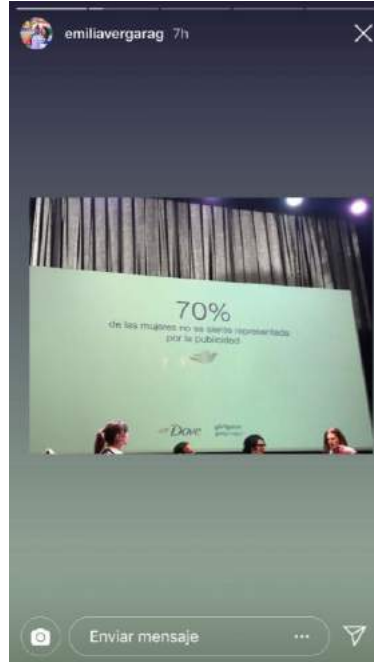 emiliavergarag 7h
70%
de las mujeres no se siente representada
por la publicidad
Dove
Enviar mensaje